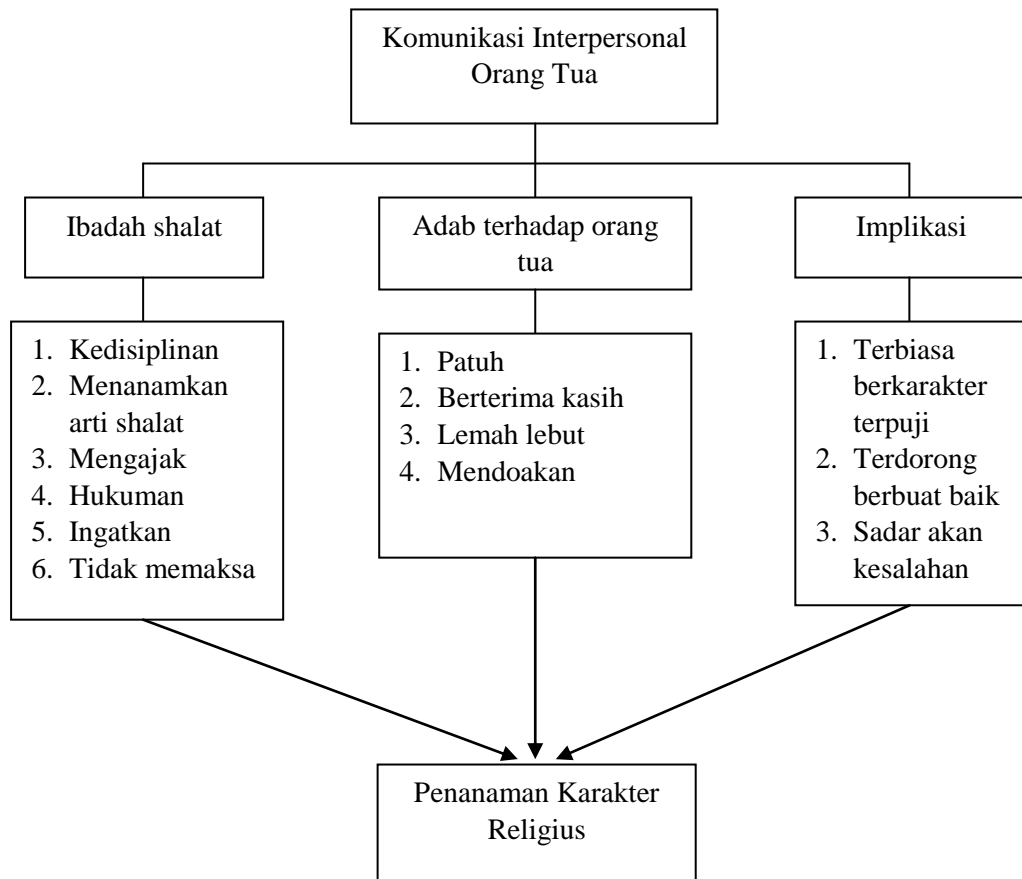 Komunikasi Interpersonal
Orang Tua
Ibadah shalat
Adab terhadap orang
tua
Implikasi
1. Kedisiplinan
2. Menanamkan
arti shalat
3. Mengajak
4. Hukuman
5. Ingatkan
6. Tidak memaksa
1. Patuh
2. Berterima kasih
3. Lemah lebut
4. Mendoakan
1. Terbiasa
berkarakter
terpuji
2. Terdorong
berbuat baik
3. Sadar akan
kesalahan
Penanaman Karakter
Religius